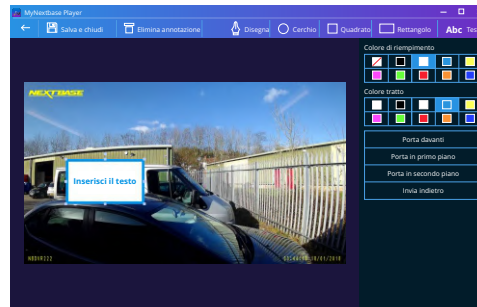 MyNextbase Player
Salva e chiudi
Elimina annotazione
Disegna
Cerchio
Quadrato
Rettangolo
Abc
Colore di riempimento
NEXTBASE
Colore tratto
Inserisci il testo
Porta davanti
Porta in primo piano
Porta in secondo piano
Invia indietro